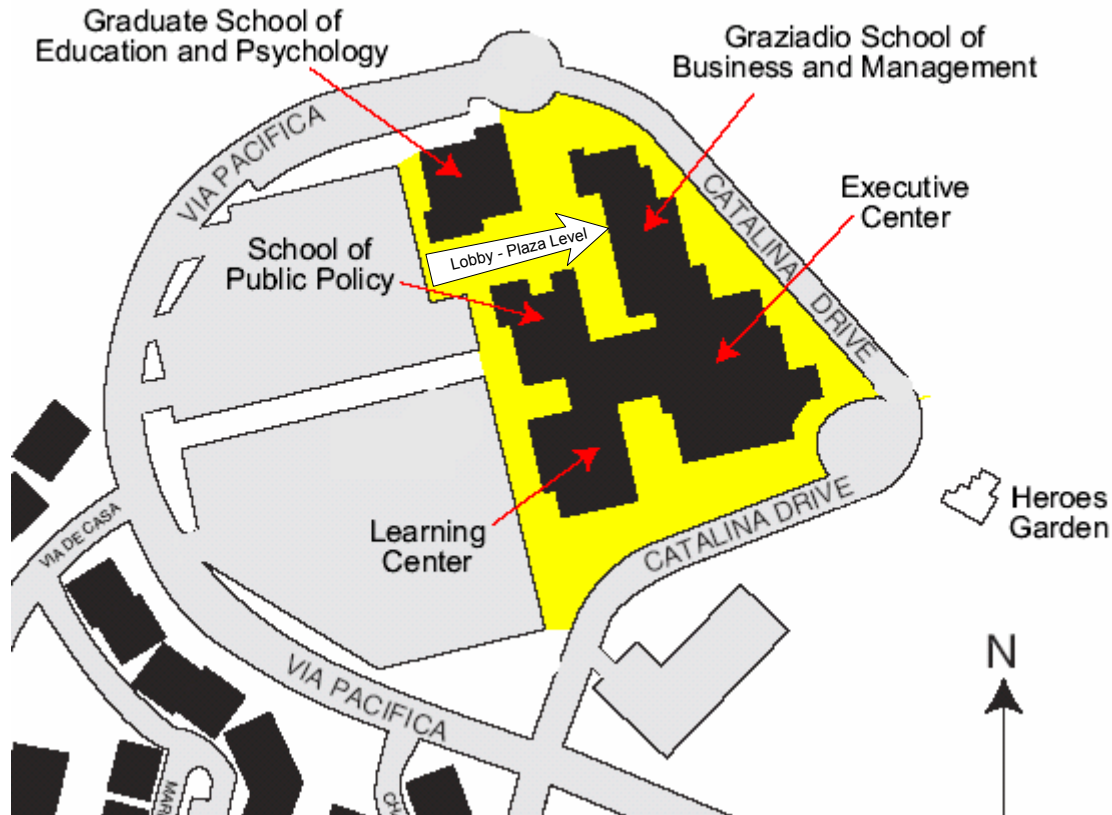 Graduate School of
Education and Psychology
Graziadio School of
Business and Management
VIA PACIFICA
CATALINA DRIVE
Executive
Center
School of
Public Policy
Lobby - Plaza Level
Learning
Center
CATALINA DRIVE
Heroes
Garden
VIA DE CASA
VIA PACIFICA
N